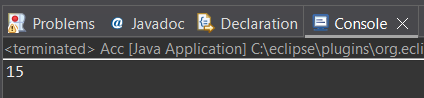 Problems @ Javadoc Declaration Console
<terminated> Acc [Java Application] C:\eclipse\plugins\org.ecli
15